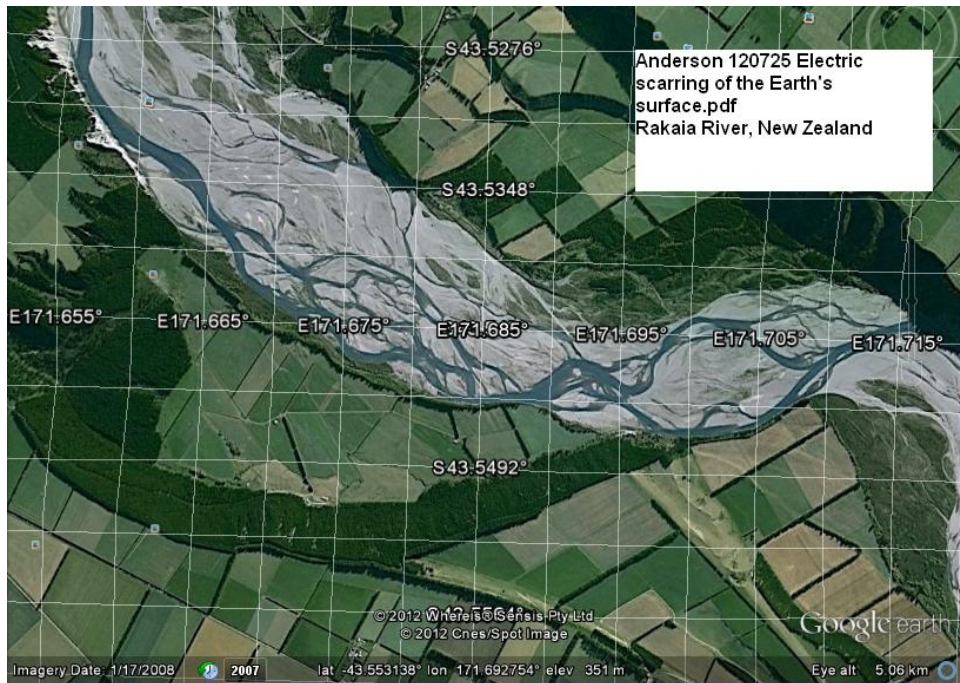 S43.5276°
Anderson 120725 Electric
scarring of the Earth's
surface.pdf
Rakaia River, New Zealand
S43.5348°
E171.655°
E171.665°
E171.675°
E171.685°
E171.695°
E171.705°
E171.715°
S43.5492°
© 2012 Whereis® Sensis Pty Ltd
© 2012 Cnes/Spot Image
Google earth
Imagery Date: 1/17/2008
2007
lat -43.553138° lon 171.692754° elev 351 m
Eye alt 5.06 km